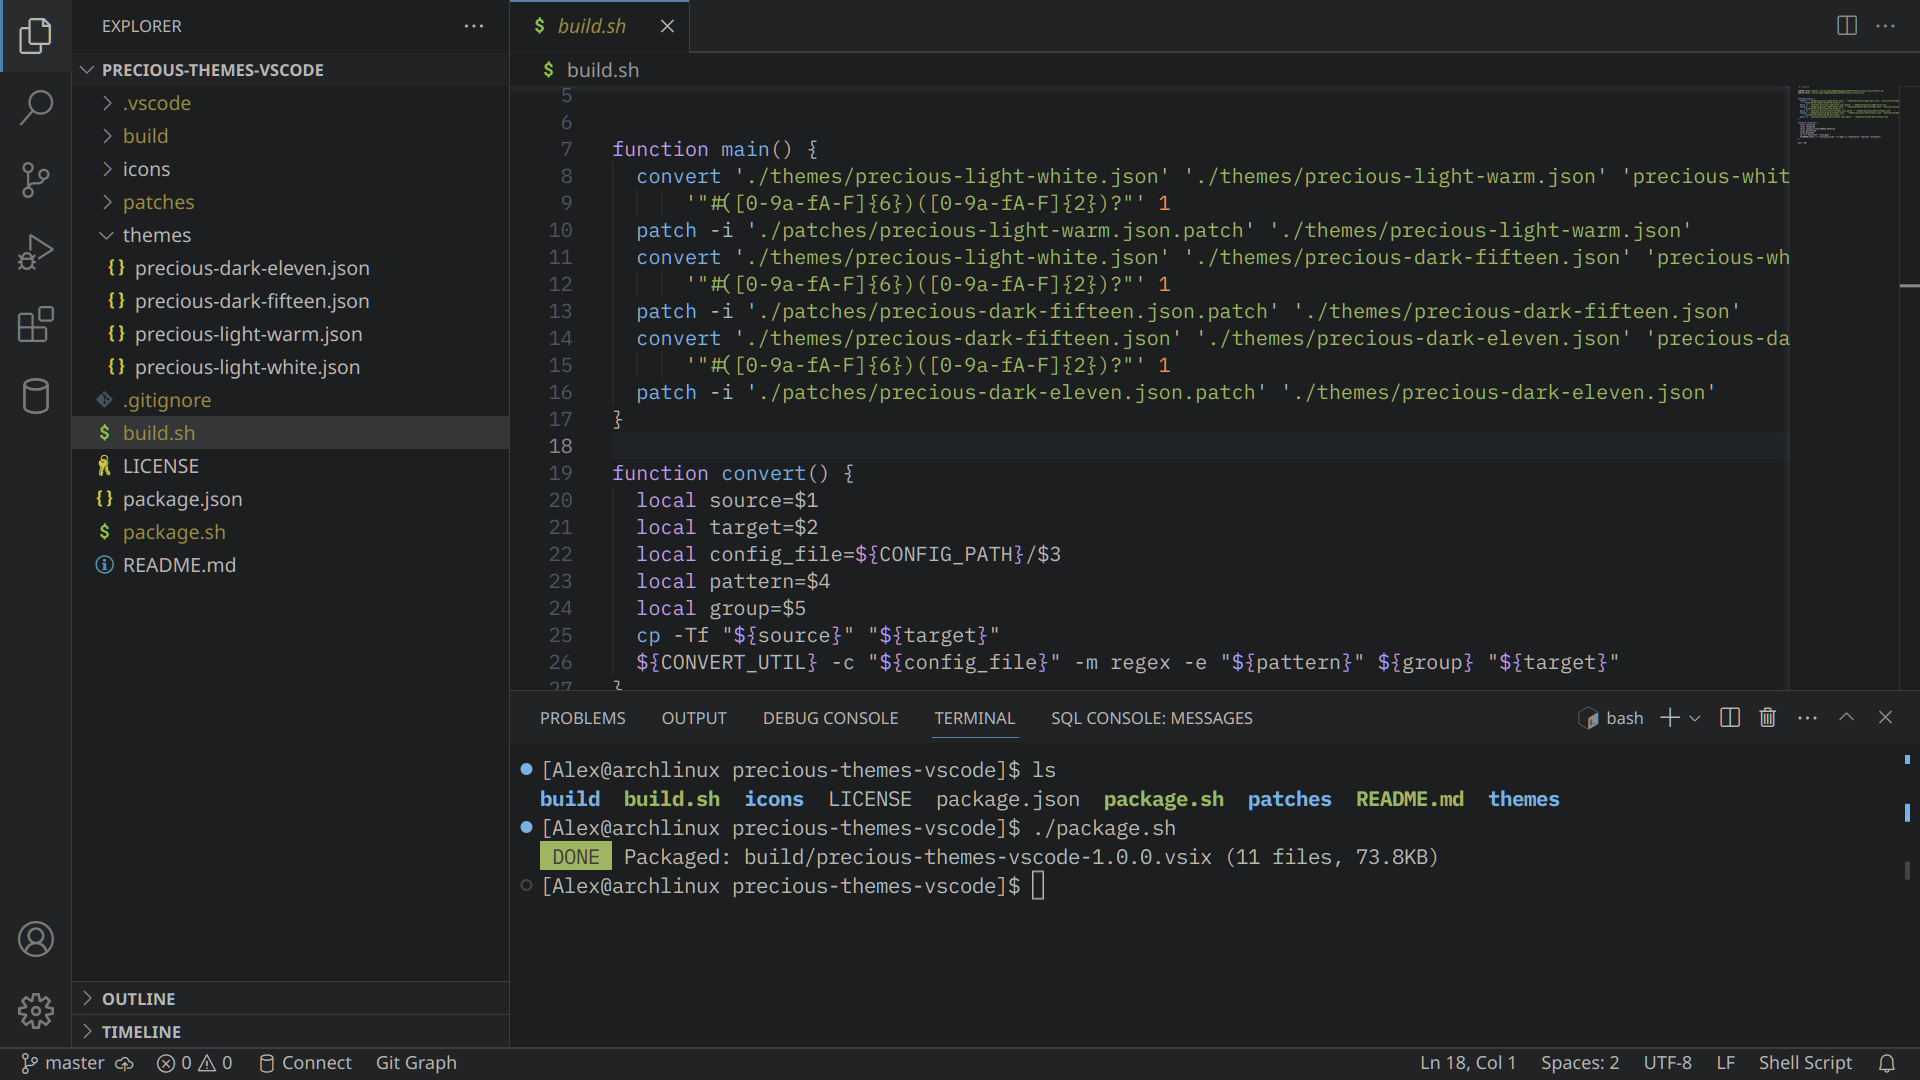 EXPLORER
PRECIOUS-THEMES-VSCODE
.vscode
build
icons
patches
themes
{} precious-dark-eleven.json
{} precious-dark-fifteen.json
{} precious-light-warm.json
{} precious-light-white.json
.gitignore
$ build.sh
LICENSE
{} package.json
$ package.sh
README.md
OUTLINE
TIMELINE
$ build.sh
$ build.sh
5
6
7 function main() {
8 convert './themes/precious-light-white.json' './themes/precious-light-warm.json' 'precious-whit
9 '"#([0-9a-fA-F]{6})([0-9a-fA-F]{2})?"' 1
10 patch -i './patches/precious-light-warm.json.patch' './themes/precious-light-warm.json'
11 convert './themes/precious-light-white.json' './themes/precious-dark-fifteen.json' 'precious-wh
12 '"#([0-9a-fA-F]{6})([0-9a-fA-F]{2})?"' 1
13 patch -i './patches/precious-dark-fifteen.json.patch' './themes/precious-dark-fifteen.json'
14 convert './themes/precious-dark-fifteen.json' './themes/precious-dark-eleven.json' 'precious-da
15 '"#([0-9a-fA-F]{6})([0-9a-fA-F]{2})?"' 1
16 patch -i './patches/precious-dark-eleven.json.patch' './themes/precious-dark-eleven.json'
17 }
18
19 function convert() {
20 local source=$1
21 local target=$2
22 local config_file=${CONFIG_PATH}/$3
23 local pattern=$4
24 local group=$5
25 cp -Tf "${source}" "${target}"
26 ${CONVERT_UTIL} -c "${config_file}" -m regex -e "${pattern}" ${group} "${target}"
27 }
PROBLEMS OUTPUT DEBUG CONSOLE TERMINAL SQL CONSOLE: MESSAGES bash
[Alex@archlinux precious-themes-vscode]$ ls
build build.sh icons LICENSE package.json package.sh patches README.md themes
[Alex@archlinux precious-themes-vscode]$ ./package.sh
DONE Packaged: build/precious-themes-vscode-1.0.0.vsix (11 files, 73.8KB)
[Alex@archlinux precious-themes-vscode]$
master 0 0 Connect Git Graph Ln 18, Col 1 Spaces: 2 UTF-8 LF Shell Script